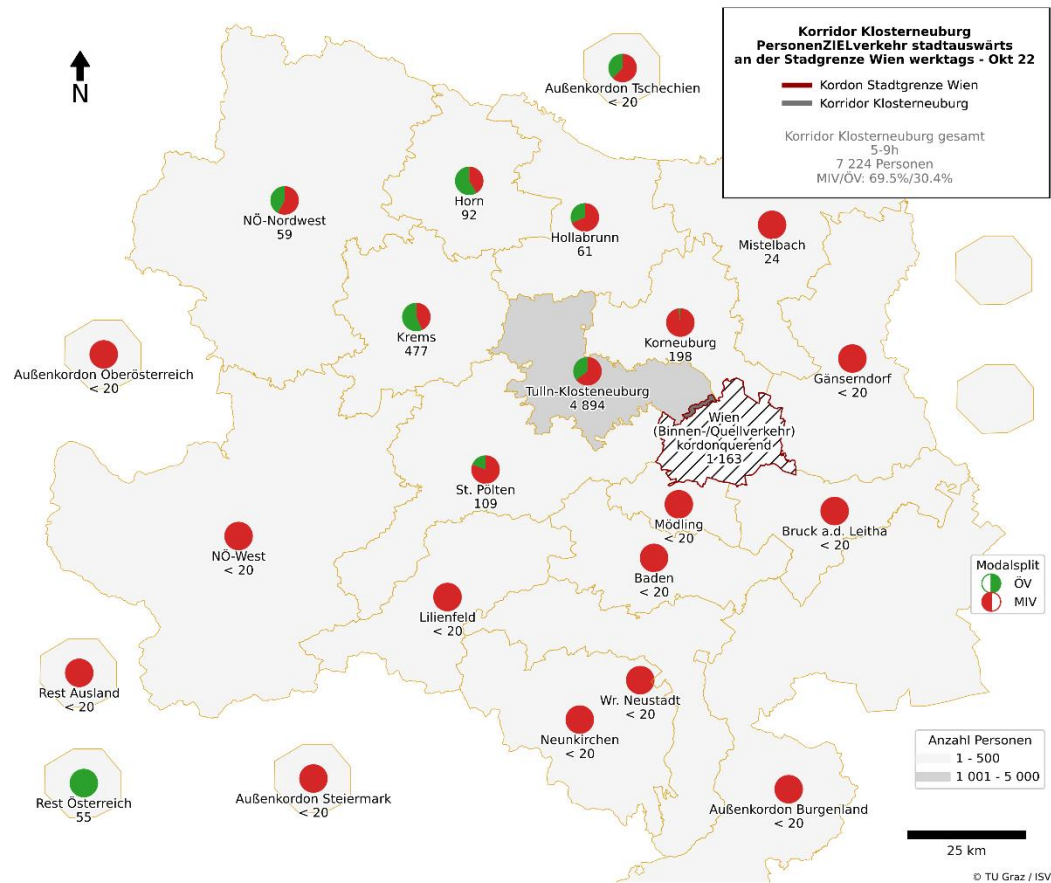 Korridor Klosterneuburg
PersonenZIELverkehr stadtauswärts
an der Stadgrenze Wien werktags - Okt 22
Kordon Stadtgrenze Wien
Korridor Klosterneuburg
Korridor Klosterneuburg gesamt
5-9h
7 224 Personen
MIV/ÖV: 69.5%/30.4%
N
Außenkordon Tschechien
< 20
Horn
92
NÖ-Nordwest
59
Hollabrunn
61
Mistelbach
24
Krems
477
Korneuburg
198
Außenkordon Oberösterreich
< 20
Gänserndorf
< 20
Tulln-Klosteneuburg
4 894
Wien
(Binnen-/Quellverkehr)
kordonquerend
1 163
St. Pölten
109
Mödling
< 20
Bruck a.d. Leitha
< 20
NÖ-West
< 20
Baden
< 20
Modalsplit
ÖV
MIV
Lilienfeld
< 20
Rest Ausland
< 20
Wr. Neustadt
< 20
Neunkirchen
< 20
Anzahl Personen
1 - 500
1 001 - 5 000
Rest Österreich
55
Außenkordon Steiermark
< 20
Außenkordon Burgenland
< 20
25 km
© TU Graz / ISV